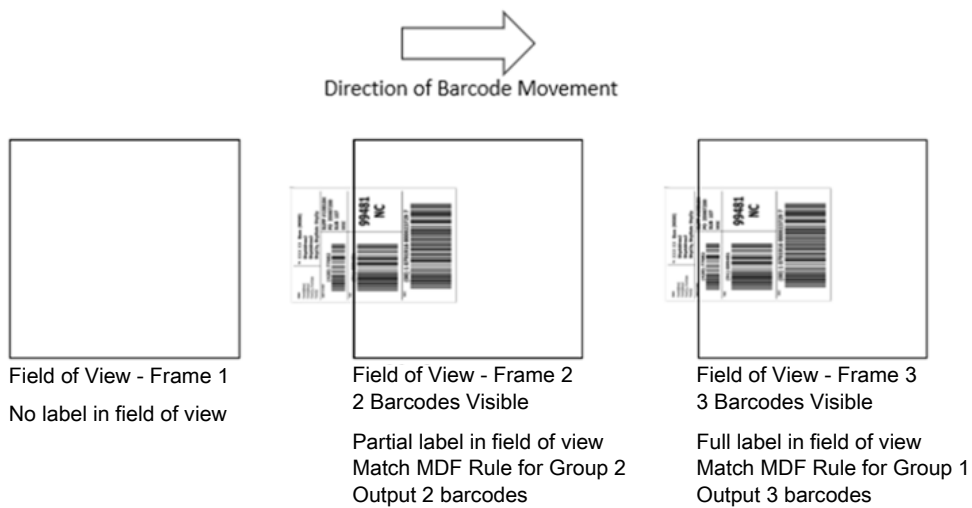 Direction of Barcode Movement
99481
NC
99481
NC
Field of View - Frame 1
No label in field of view
Field of View - Frame 2
2 Barcodes Visible
Partial label in field of view
Match MDF Rule for Group 2
Output 2 barcodes
Field of View - Frame 3
3 Barcodes Visible
Full label in field of view
Match MDF Rule for Group 1
Output 3 barcodes